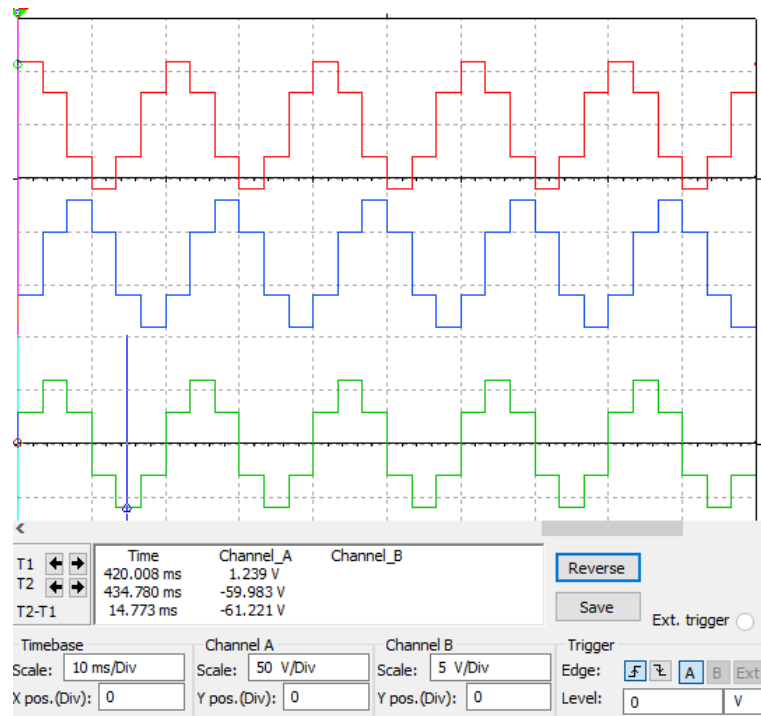 T1
T2
T2-T1
Time Channel_A Channel_B
420.008 ms 1.239 V
434.780 ms -59.983 V
14.773 ms -61.221 V
Reverse
Save
Ext. trigger
Timebase
Scale: 10 ms/Div
X pos.(Div): 0
Channel A
Scale: 50 V/Div
Y pos.(Div): 0
Channel B
Scale: 5 V/Div
Y pos.(Div): 0
Trigger
Edge: A B Ext
Level: 0 V